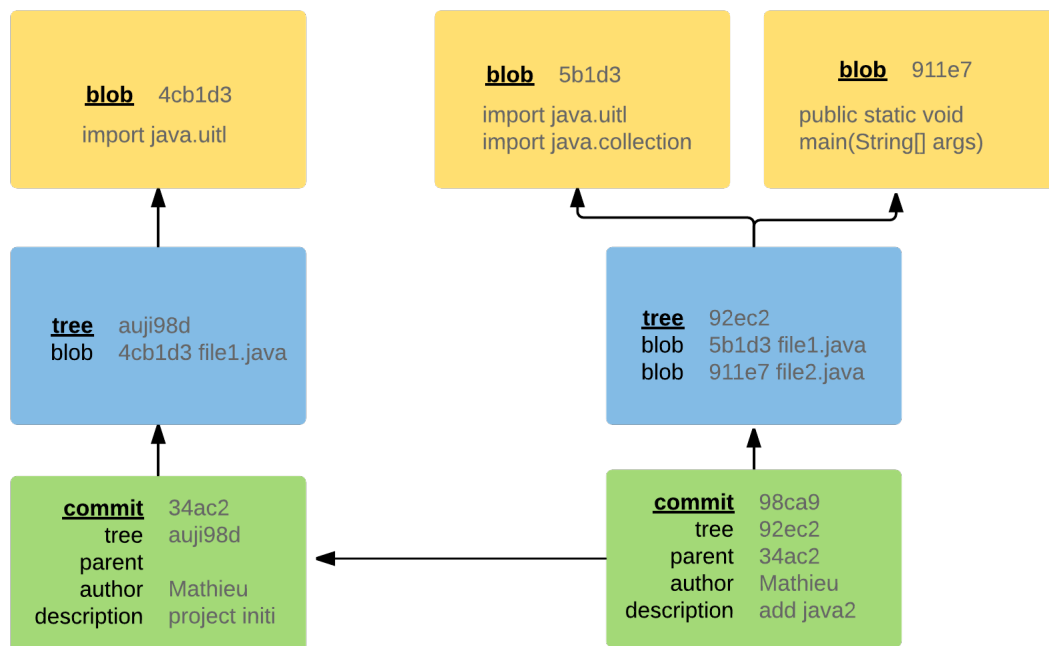 blob 4cb1d3
import java.uitl
blob 5b1d3
import java.uitl
import java.collection
blob 911e7
public static void
main(String[] args)
tree auji98d
blob 4cb1d3 file1.java
tree 92ec2
blob 5b1d3 file1.java
blob 911e7 file2.java
commit 34ac2
tree auji98d
parent
author Mathieu
description project initi
commit 98ca9
tree 92ec2
parent 34ac2
author Mathieu
description add java2